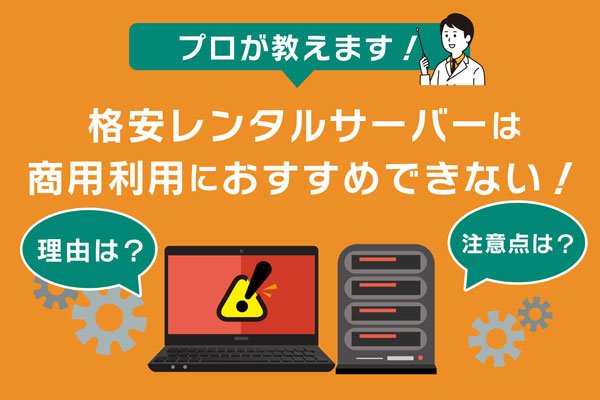 プロが教えます！
格安レンタルサーバーは
商用利用におすすめできない！
理由は？
注意点は？